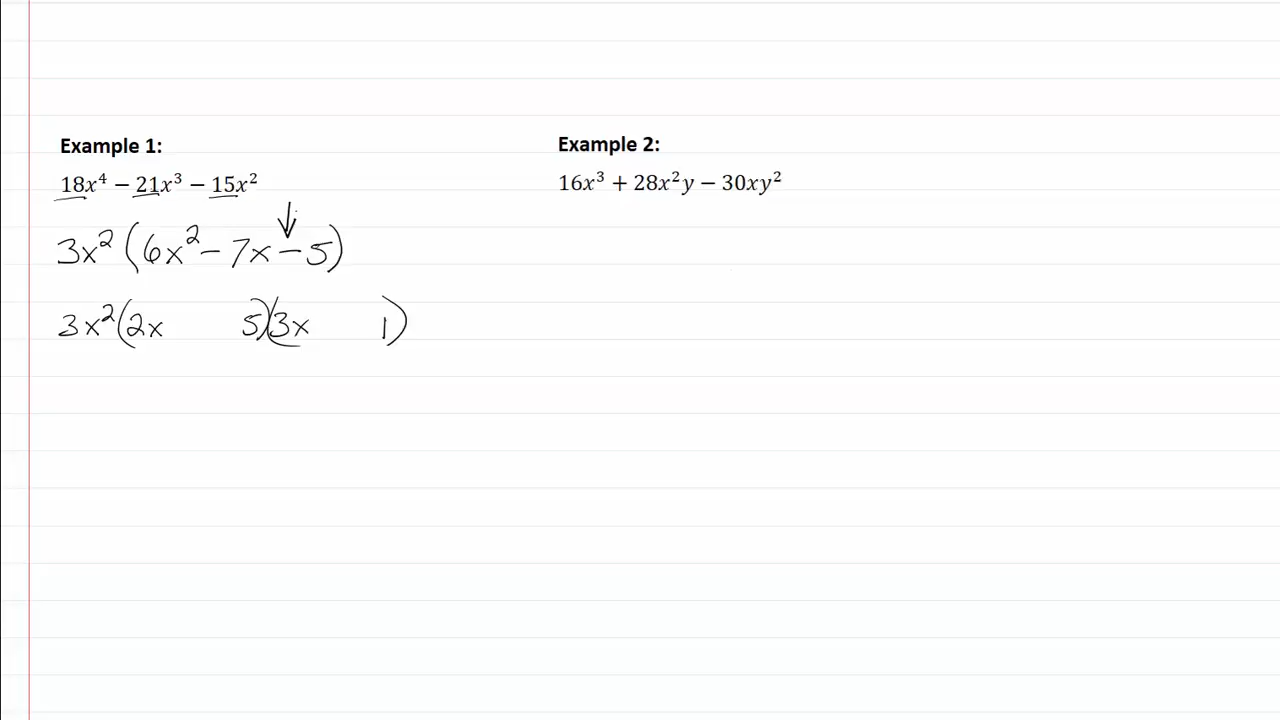 Example 1:
18x⁴ − 21x³ − 15x²
3x² (6x² − 7x − 5)
3x² (2x 5)(3x 1)
Example 2:
16x³ + 28x²y − 30xy²